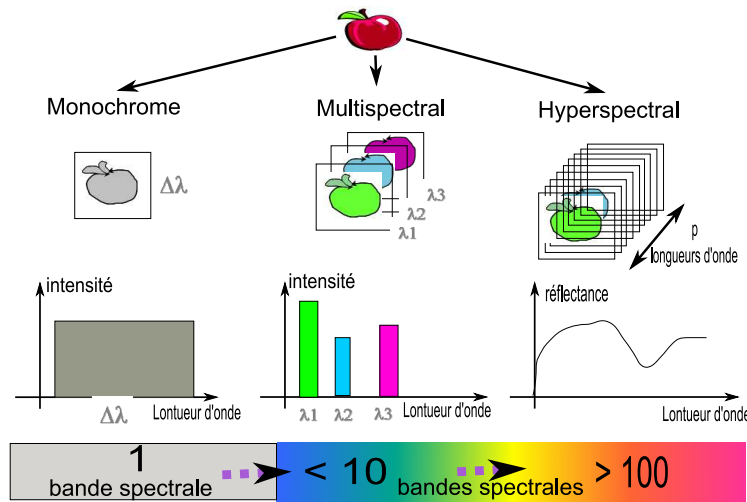 Monochrome
Multispectral
Hyperspectral
Δλ
λ3
λ2
λ1
p
longueurs d'onde
intensité
intensité
réflectance
Δλ
Lontueur d'onde
λ1
λ2
λ3
Lontueur d'onde
Lontueur d'onde
1
bande spectrale
< 10
bandes spectrales
> 100